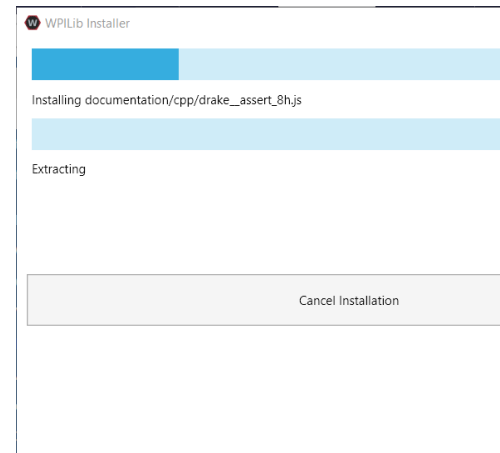 W WPILib Installer
Installing documentation/cpp/drake__assert_8h.js
Extracting
Cancel Installation